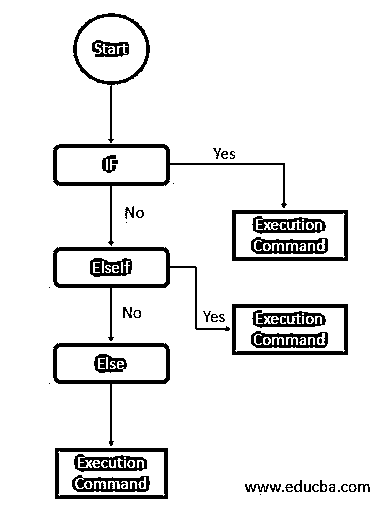 Start
IF
Yes
Execution
Command
No
ElseIf
Yes
Execution
Command
No
Else
Execution
Command
www.educba.com